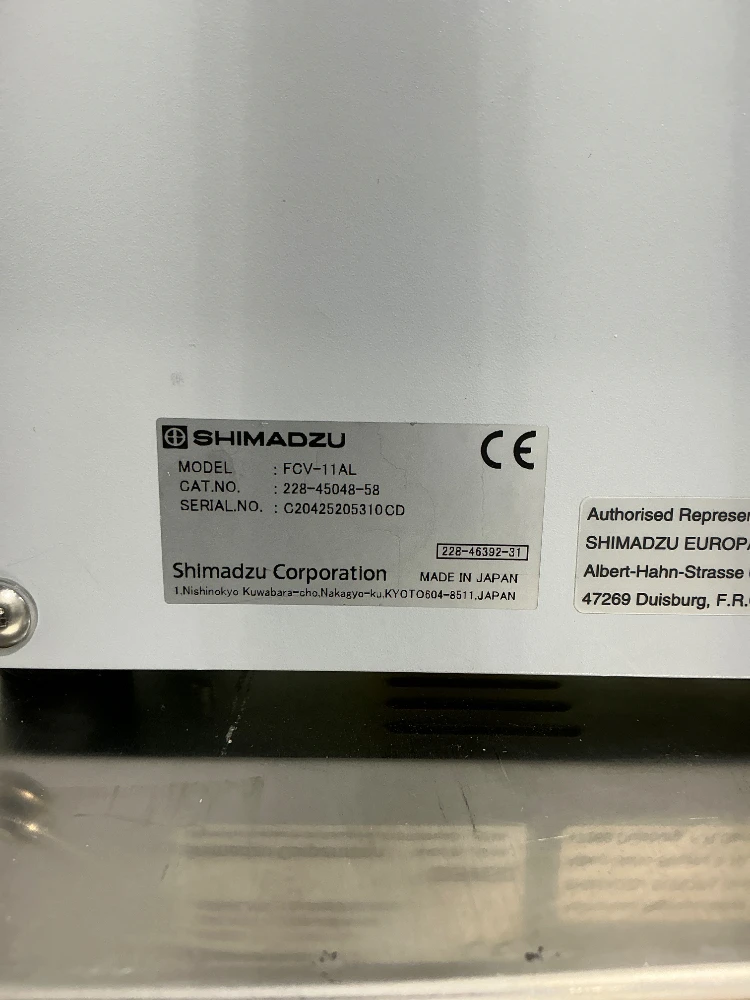 SHIMADZU
CE
MODEL : FCV-11AL
CAT.NO. : 228-45048-58
SERIAL.NO. : C20425205310CD
228-46392-31
Shimadzu Corporation MADE IN JAPAN
1.Nishinokyo Kuwabara-cho.Nakagyo-ku.KYOTO604-8511.JAPAN
Authorised Represen
SHIMADZU EUROPA
Albert-Hahn-Strasse
47269 Duisburg, F.R.